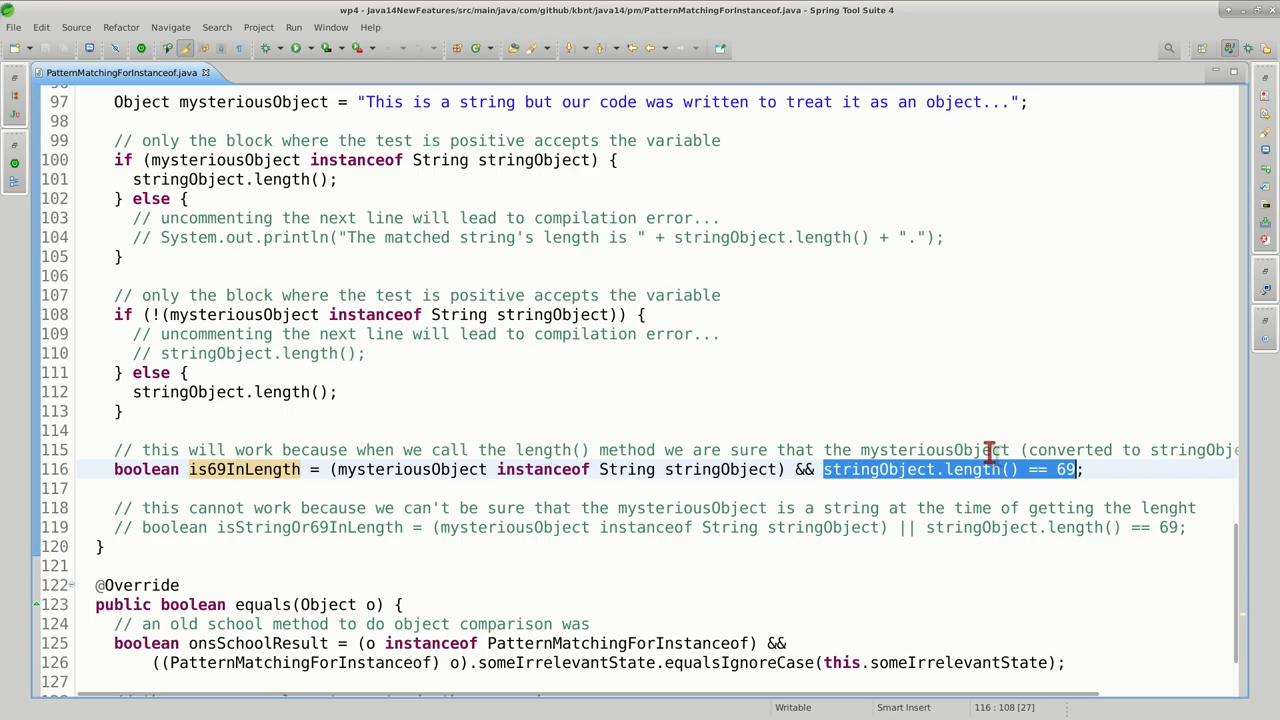 wp4 - Java14NewFeatures/src/main/java/com/github/kbnt/java14/pm/PatternMatchingForInstanceof.java - Spring Tool Suite 4
File Edit Source Refactor Navigate Search Project Run Window Help
PatternMatchingForInstanceof.java
97 Object mysteriousObject = "This is a string but our code was written to treat it as an object...";
98
99 // only the block where the test is positive accepts the variable
100 if (mysteriousObject instanceof String stringObject) {
101 stringObject.length();
102 } else {
103 // uncommenting the next line will lead to compilation error...
104 // System.out.println("The matched string's length is " + stringObject.length() + ".");
105 }
106
107 // only the block where the test is positive accepts the variable
108 if (!(mysteriousObject instanceof String stringObject)) {
109 // uncommenting the next line will lead to compilation error...
110 // stringObject.length();
111 } else {
112 stringObject.length();
113 }
114
115 // this will work because when we call the length() method we are sure that the mysteriousObject (converted to stringObje
116 boolean is69InLength = (mysteriousObject instanceof String stringObject) && stringObject.length() == 69;
117
118 // this cannot work because we can't be sure that the mysteriousObject is a string at the time of getting the lenght
119 // boolean isStringOr69InLength = (mysteriousObject instanceof String stringObject) || stringObject.length() == 69;
120 }
121
122 @Override
123 public boolean equals(Object o) {
124 // an old school method to do object comparison was
125 boolean onsSchoolResult = (o instanceof PatternMatchingForInstanceof) &&
126 ((PatternMatchingForInstanceof) o).someIrrelevantState.equalsIgnoreCase(this.someIrrelevantState);
127
Writable Smart Insert 116 : 108 [27]